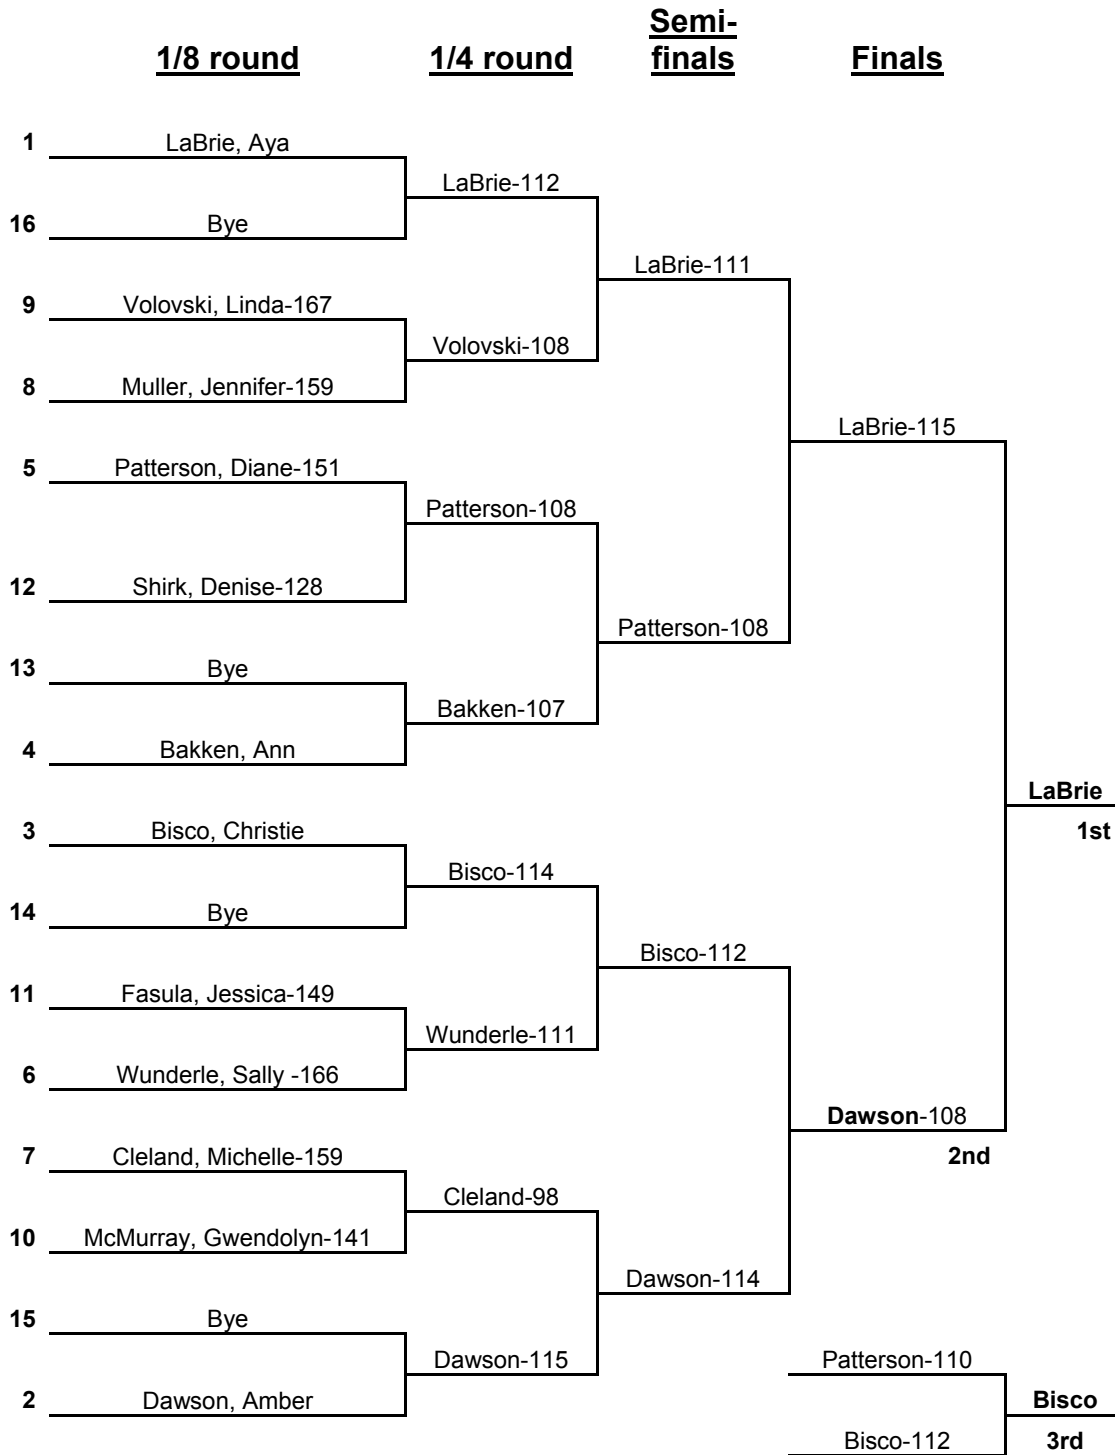 Semi-
1/8 round 1/4 round finals Finals
1 LaBrie, Aya
LaBrie-112
16 Bye
LaBrie-111
9 Volovski, Linda-167
Volovski-108
8 Muller, Jennifer-159
LaBrie-115
5 Patterson, Diane-151
Patterson-108
12 Shirk, Denise-128
Patterson-108
13 Bye
Bakken-107
4 Bakken, Ann
LaBrie
3 Bisco, Christie 1st
Bisco-114
14 Bye
Bisco-112
11 Fasula, Jessica-149
Wunderle-111
6 Wunderle, Sally -166
Dawson-108
7 Cleland, Michelle-159 2nd
Cleland-98
10 McMurray, Gwendolyn-141
Dawson-114
15 Bye
Dawson-115 Patterson-110
2 Dawson, Amber Bisco
Bisco-112 3rd